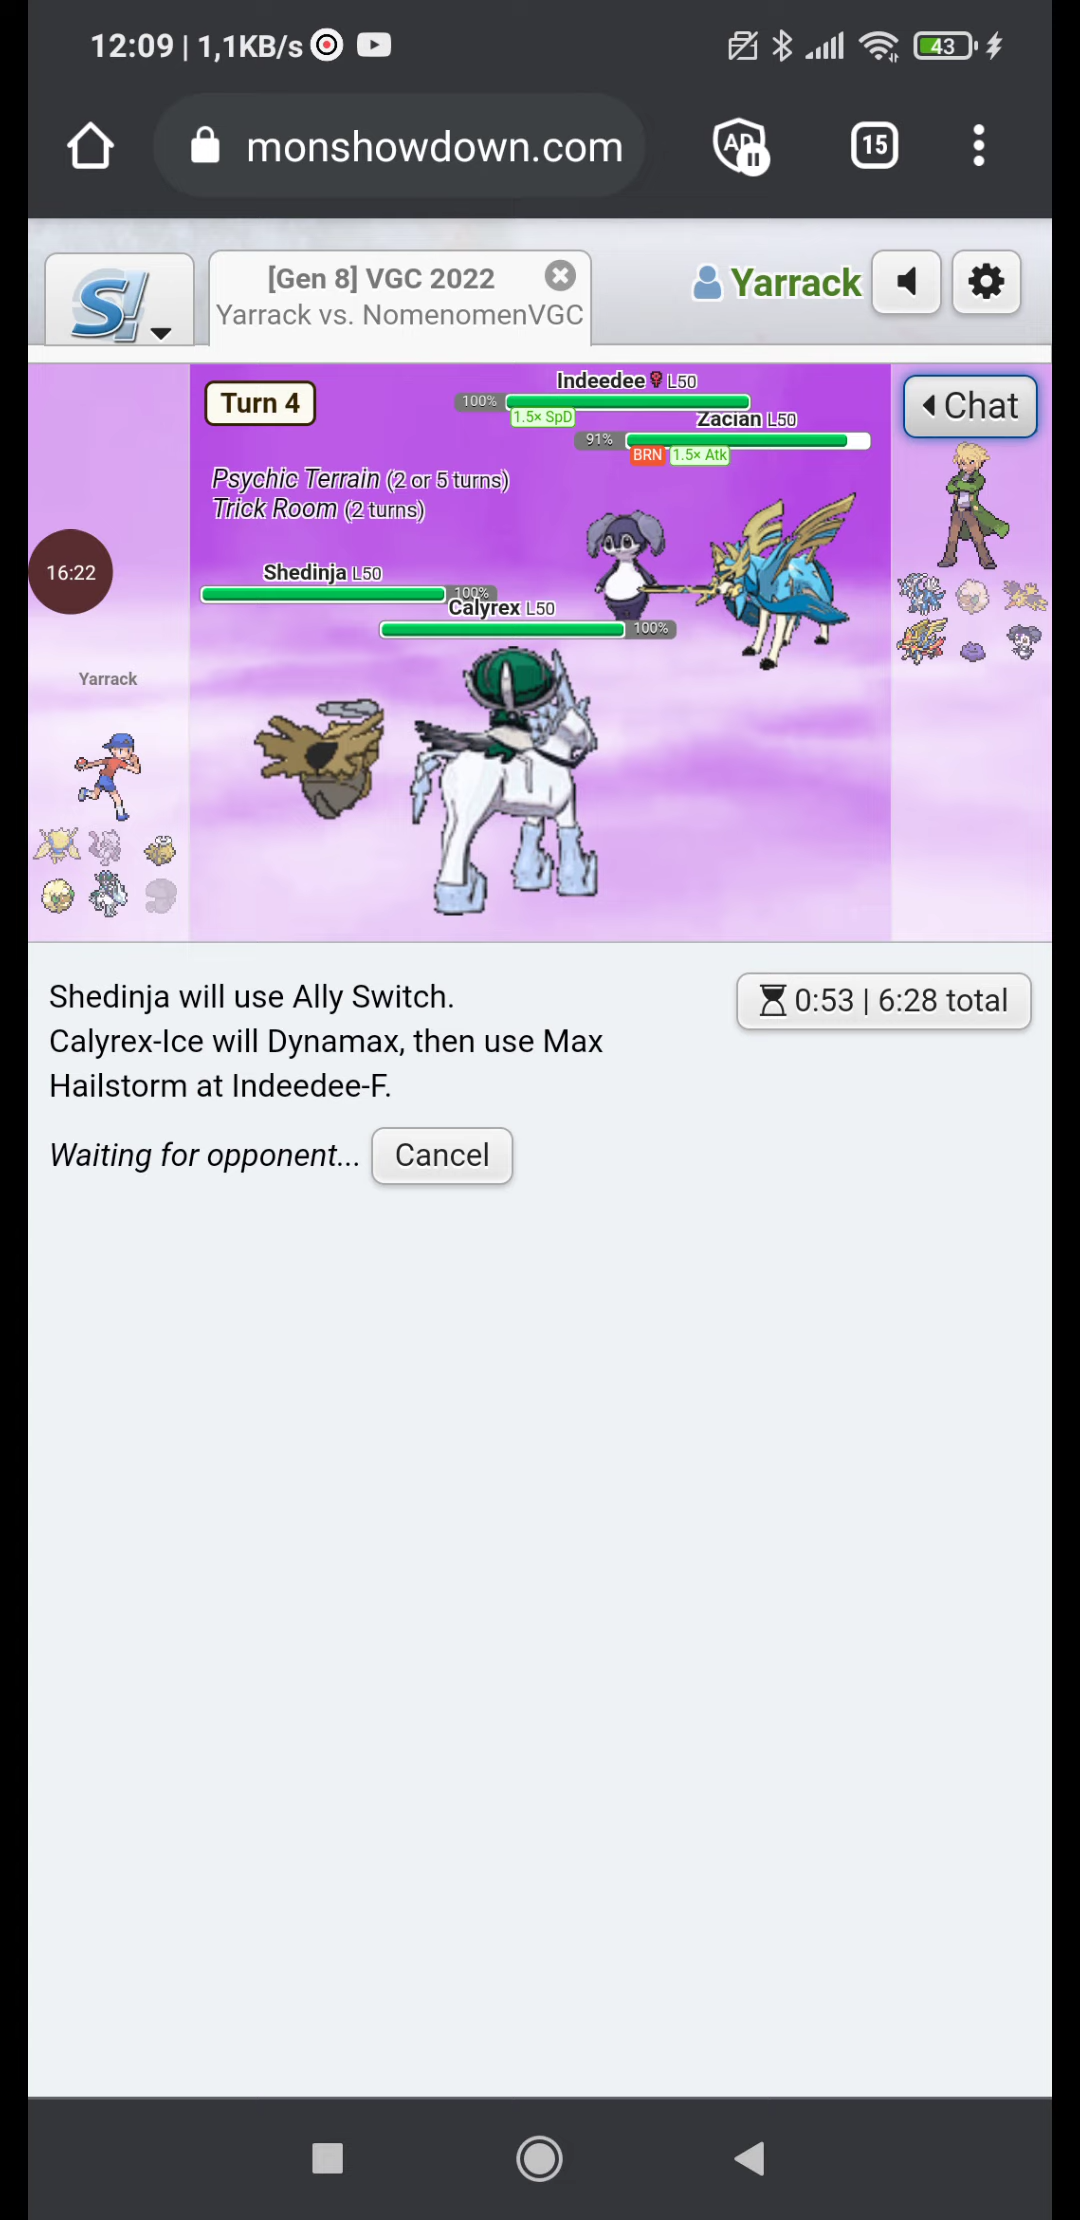 12:09 | 1,1KB/s
43
monshowdown.com
AD
15
S!
[Gen 8] VGC 2022
Yarrack vs. NomenomenVGC
Yarrack
Turn 4
Indeedee L50
100%
1.5× SpD
Zacian L50
91%
BRN 1.5× Atk
Chat
Psychic Terrain (2 or 5 turns)
Trick Room (2 turns)
16:22
Shedinja L50
100%
Calyrex L50
100%
Yarrack
Shedinja will use Ally Switch.
0:53 | 6:28 total
Calyrex-Ice will Dynamax, then use Max
Hailstorm at Indeedee-F.
Waiting for opponent... Cancel